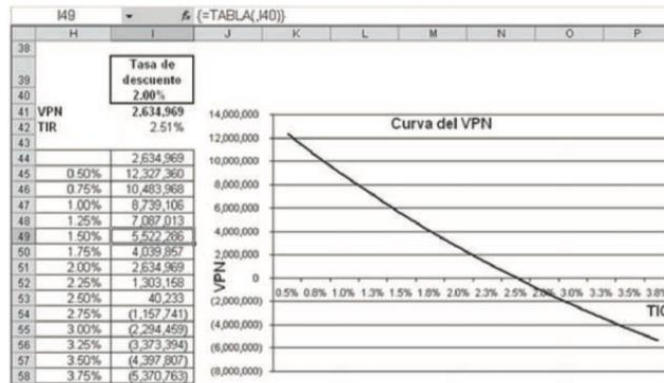 I49 fx {=TABLA(,I40)}
H I J K L M N O P
38
39 Tasa de descuento
40 2.00%
41 VPN 2,634,969
42 TIR 2.51%
43
44 2,634,969
45 0.50% 12,327,360
46 0.75% 10,483,968
47 1.00% 8,739,106
48 1.25% 7,087,013
49 1.50% 5,522,286
50 1.75% 4,039,857
51 2.00% 2,634,969
52 2.25% 1,303,158
53 2.50% 40,233
54 2.75% (1,157,741)
55 3.00% (2,294,459)
56 3.25% (3,373,394)
57 3.50% (4,397,807)
58 3.75% (5,370,763)
Curva del VPN
14,000,000
12,000,000
10,000,000
8,000,000
6,000,000
4,000,000
2,000,000
0
(2,000,000)
(4,000,000)
(6,000,000)
(8,000,000)
VPN
0.5% 0.8% 1.0% 1.3% 1.5% 1.8% 2.0% 2.3% 2.5% 2.8% 3.0% 3.3% 3.5% 3.8%